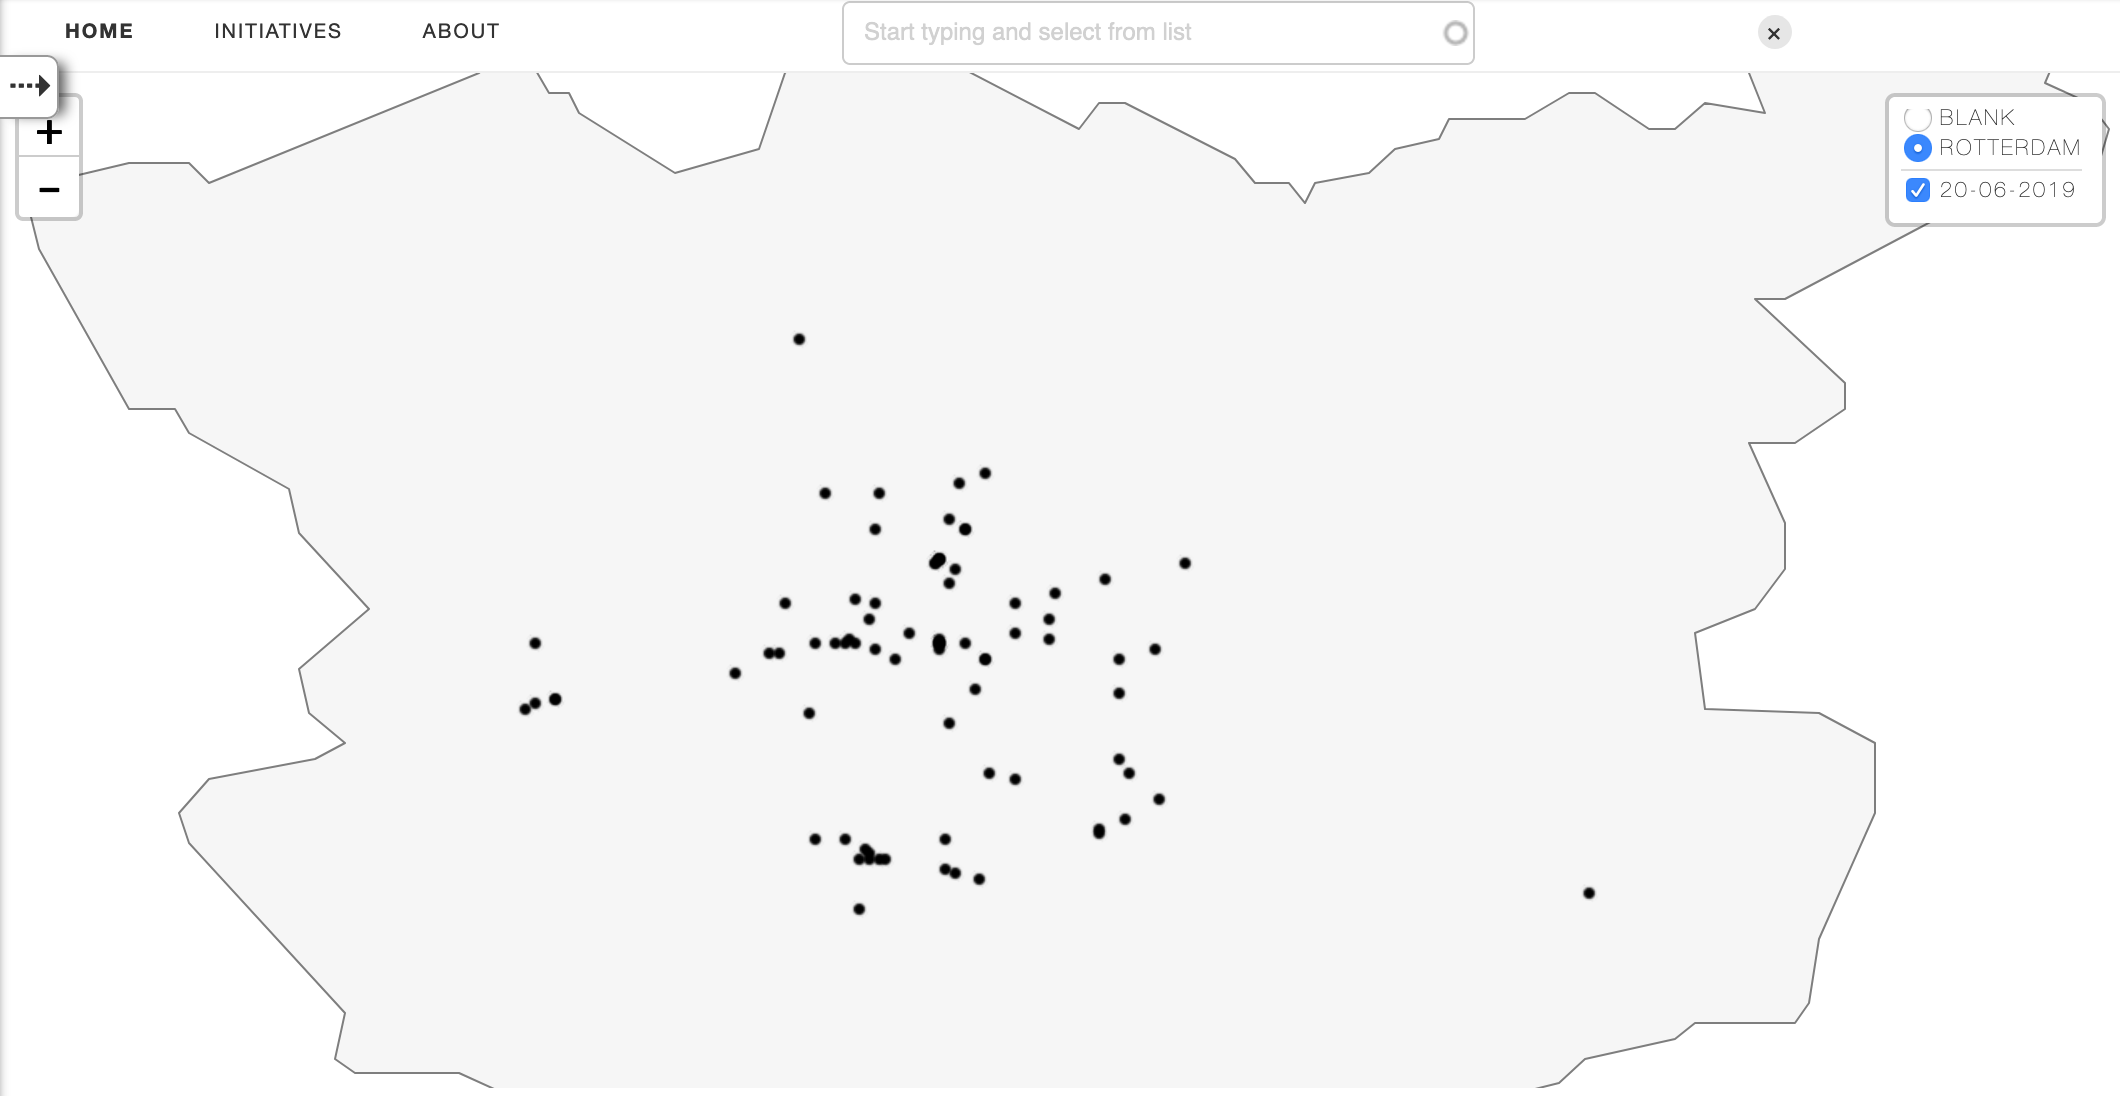 HOME INITIATIVES ABOUT Start typing and select from list ×
+
−
BLANK
ROTTERDAM
20-06-2019